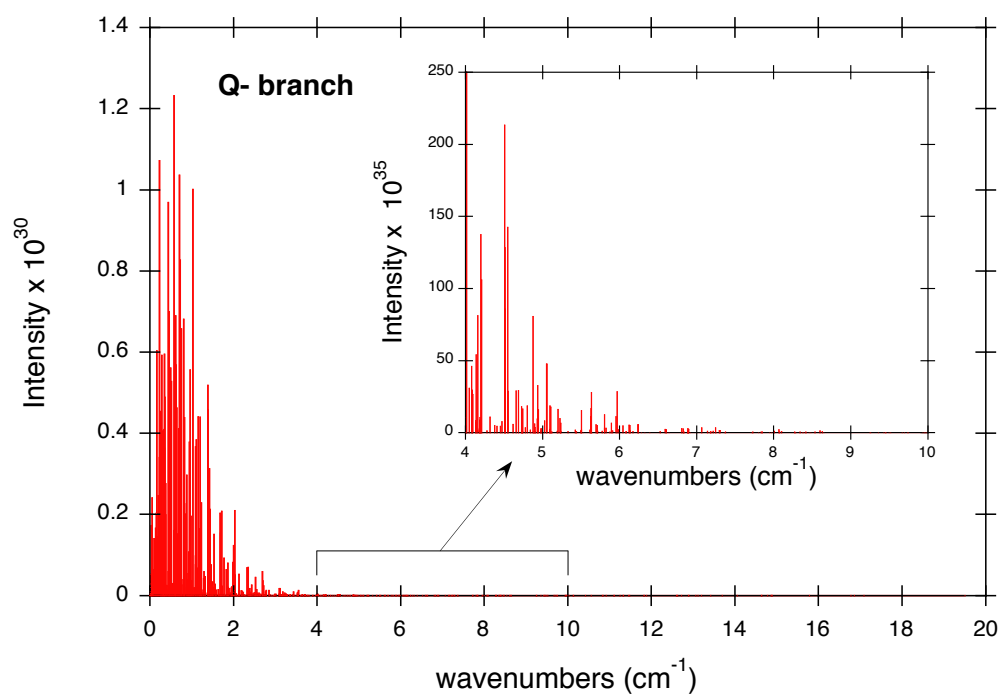 Q- branch
Intensity x 10^30
1.4
1.2
1
0.8
0.6
0.4
0.2
0
0 2 4 6 8 10 12 14 16 18 20
wavenumbers (cm^-1)
Intensity x 10^35
250
200
150
100
50
0
4 5 6 7 8 9 10
wavenumbers (cm^-1)